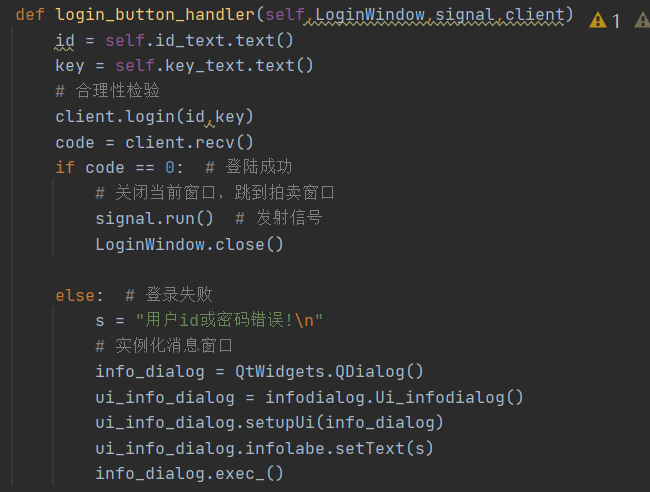 def login_button_handler(self,LoginWindow,signal,client)
1
id = self.id_text.text()
key = self.key_text.text()
# 合理性检验
client.login(id,key)
code = client.recv()
if code == 0:  # 登陆成功
# 关闭当前窗口，跳到拍卖窗口
signal.run()  # 发射信号
LoginWindow.close()
else:  # 登录失败
s = "用户id或密码错误!\n"
# 实例化消息窗口
info_dialog = QtWidgets.QDialog()
ui_info_dialog = infodialog.Ui_infodialog()
ui_info_dialog.setupUi(info_dialog)
ui_info_dialog.infolabe.setText(s)
info_dialog.exec_()